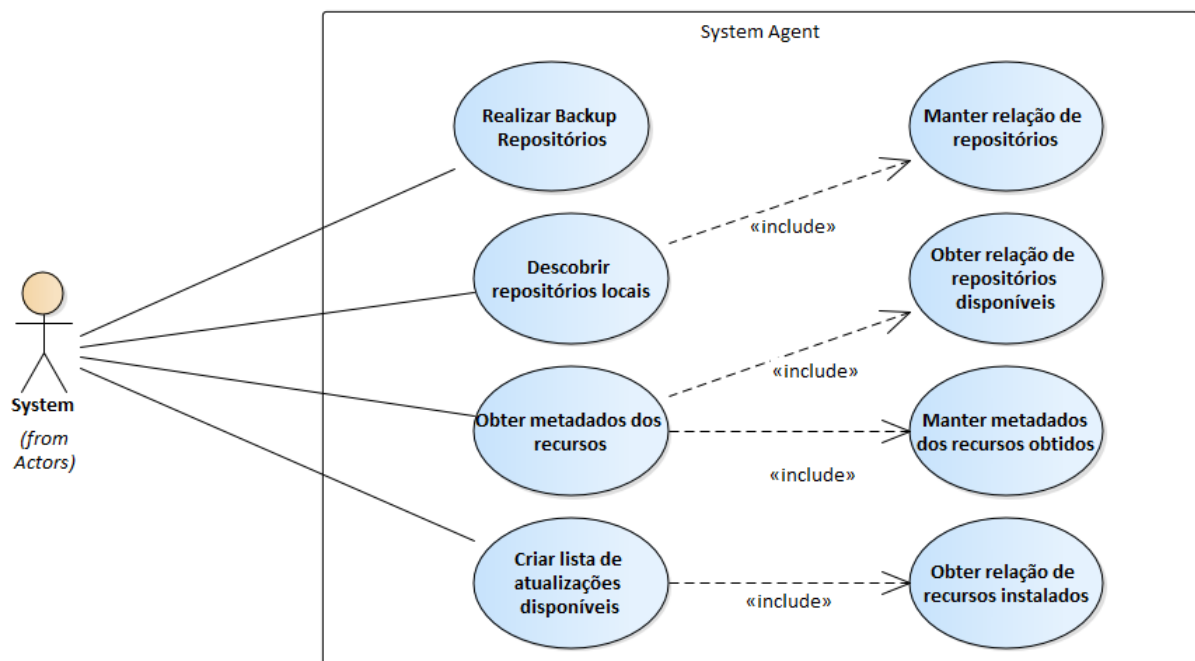 System Agent
Realizar Backup
Repositórios
Manter relação de
repositórios
«include»
Descobrir
repositórios locais
Obter relação de
repositórios
disponíveis
«include»
System
(from
Actors)
Obter metadados dos
recursos
Manter metadados
dos recursos obtidos
«include»
Criar lista de
atualizações
disponíveis
«include»
Obter relação de
recursos instalados